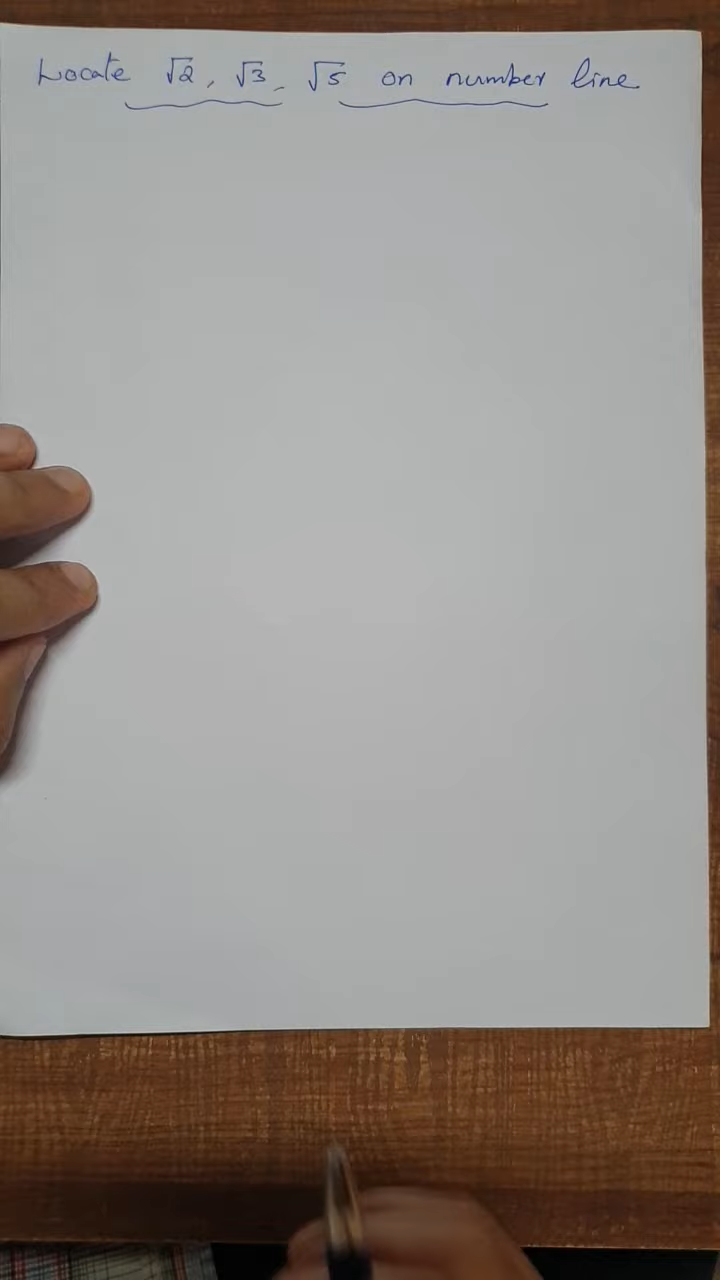 Locate √2, √3, √5 on number line